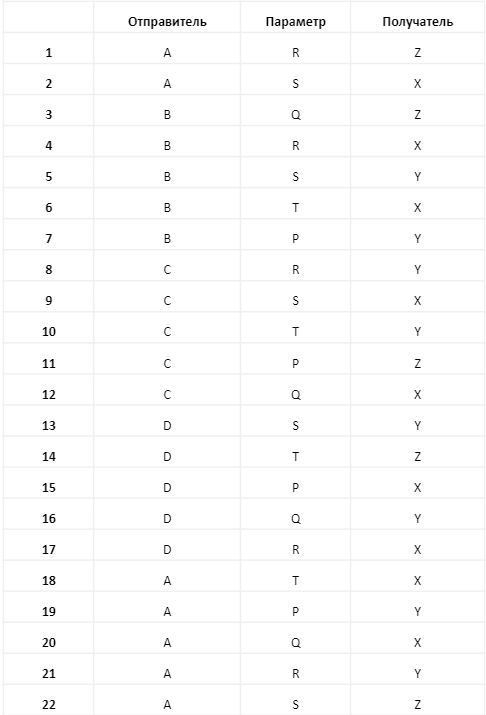 Отправитель Параметр Получатель
1 A R Z
2 A S X
3 B Q Z
4 B R X
5 B S Y
6 B T X
7 B P Y
8 C R Y
9 C S X
10 C T Y
11 C P Z
12 C Q X
13 D S Y
14 D T Z
15 D P X
16 D Q Y
17 D R X
18 A T X
19 A P Y
20 A Q X
21 A R Y
22 A S Z